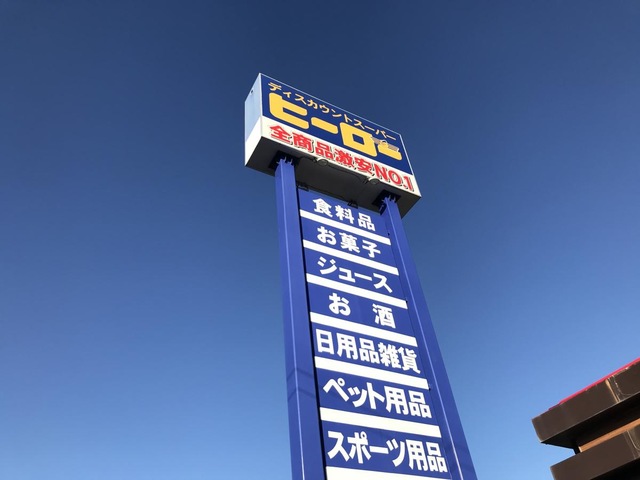 ディスカウントスーパー
ヒーロー
全商品激安NO.1
食料品
お菓子
ジュース
お酒
日用品雑貨
ペット用品
スポーツ用品